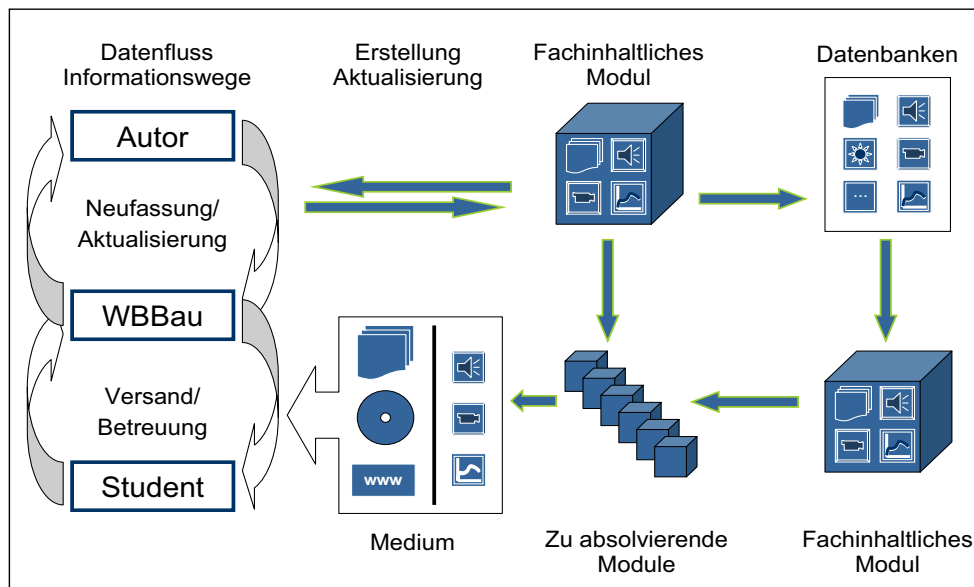 Datenfluss
Informationswege
Erstellung
Aktualisierung
Fachinhaltliches
Modul
Datenbanken
Autor
Neufassung/
Aktualisierung
WBBau
Versand/
Betreuung
Student
...
www
Medium
Zu absolvierende
Module
Fachinhaltliches
Modul